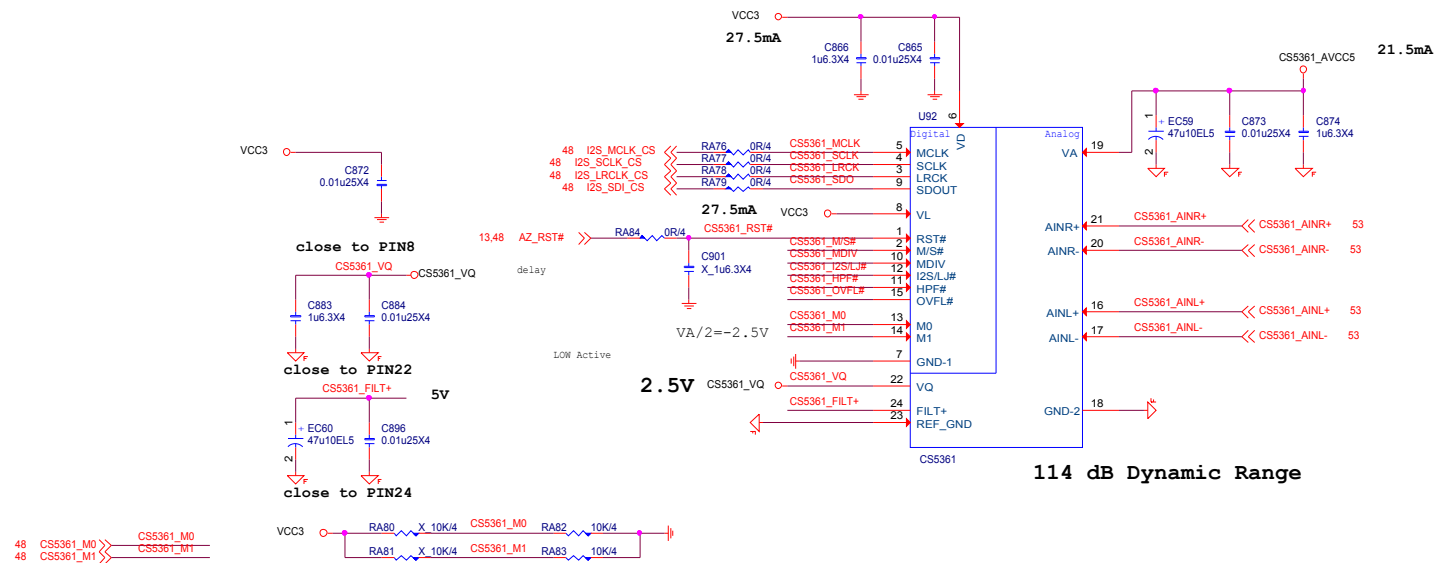 VCC3
27.5mA
C866
1u6.3X4
C865
0.01u25X4
CS5361_AVCC5
21.5mA
1
+ EC59
47u10EL5
2
C873
0.01u25X4
C874
1u6.3X4
VCC3
C872
0.01u25X4
close to PIN8
48 I2S_MCLK_CS RA76 0R/4 CS5361_MCLK
48 I2S_SCLK_CS RA77 0R/4 CS5361_SCLK
48 I2S_LRCLK_CS RA78 0R/4 CS5361_LRCK
48 I2S_SDI_CS RA79 0R/4 CS5361_SDO
27.5mA
VCC3
13,48 AZ_RST# RA84 0R/4 CS5361_RST#
delay
C901
X_1u6.3X4
CS5361_M/S#
CS5361_MDIV
CS5361_I2S/LJ#
CS5361_HPF#
CS5361_OVFL#
CS5361_M0
CS5361_M1
VA/2=-2.5V
LOW Active
2.5V
CS5361_VQ CS5361_VQ
CS5361_FILT+
U92
Digital
Analog
6
VD
5 MCLK
4 SCLK
3 LRCK
9 SDOUT
8 VL
1 RST#
2 M/S#
10 MDIV
12 I2S/LJ#
11 HPF#
15 OVFL#
13 M0
14 M1
7 GND-1
22 VQ
24 FILT+
23 REF_GND
VA 19
AINR+ 21 CS5361_AINR+ CS5361_AINR+ 53
AINR- 20 CS5361_AINR- CS5361_AINR- 53
AINL+ 16 CS5361_AINL+ CS5361_AINL+ 53
AINL- 17 CS5361_AINL- CS5361_AINL- 53
GND-2 18
CS5361
114 dB Dynamic Range
CS5361_VQ CS5361_VQ
C883
1u6.3X4
C884
0.01u25X4
close to PIN22
CS5361_FILT+
5V
1
+ EC60
47u10EL5
2
C896
0.01u25X4
close to PIN24
48 CS5361_M0 CS5361_M0
48 CS5361_M1 CS5361_M1
VCC3
RA80 X_10K/4 CS5361_M0 RA82 10K/4
RA81 X_10K/4 CS5361_M1 RA83 10K/4